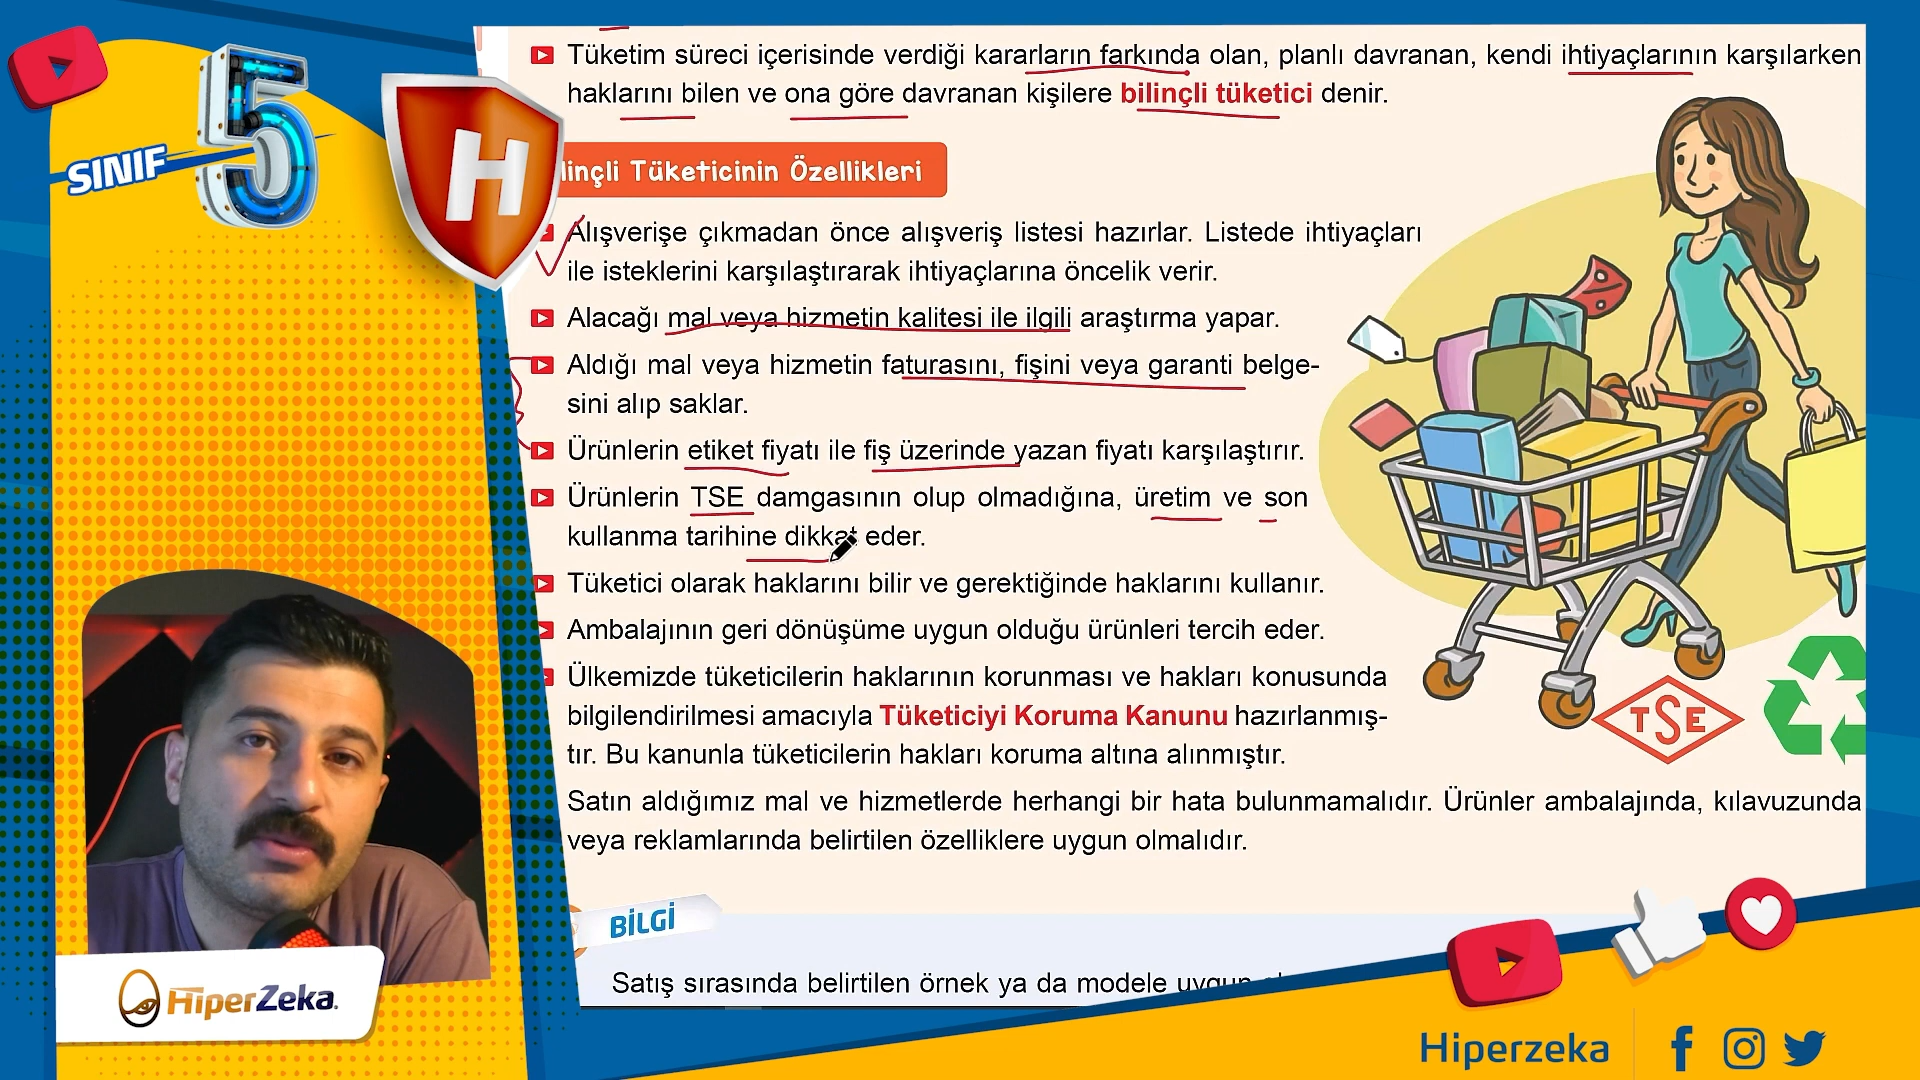 Tüketim süreci içerisinde verdiği kararların farkında olan, planlı davranan, kendi ihtiyaçlarının karşılarken
haklarını bilen ve ona göre davranan kişilere bilinçli tüketici denir.
5
SINIF
H
linçli Tüketicinin Özellikleri
Alışverişe çıkmadan önce alışveriş listesi hazırlar. Listede ihtiyaçları
ile isteklerini karşılaştırarak ihtiyaçlarına öncelik verir.
Alacağı mal veya hizmetin kalitesi ile ilgili araştırma yapar.
Aldığı mal veya hizmetin faturasını, fişini veya garanti belge-
sini alıp saklar.
Ürünlerin etiket fiyatı ile fiş üzerinde yazan fiyatı karşılaştırır.
Ürünlerin TSE damgasının olup olmadığına, üretim ve son
kullanma tarihine dikkat eder.
Tüketici olarak haklarını bilir ve gerektiğinde haklarını kullanır.
Ambalajının geri dönüşüme uygun olduğu ürünleri tercih eder.
Ülkemizde tüketicilerin haklarının korunması ve hakları konusunda
bilgilendirilmesi amacıyla Tüketiciyi Koruma Kanunu hazırlanmış-
tır. Bu kanunla tüketicilerin hakları koruma altına alınmıştır.
TSE
Satın aldığımız mal ve hizmetlerde herhangi bir hata bulunmamalıdır. Ürünler ambalajında, kılavuzunda
veya reklamlarında belirtilen özelliklere uygun olmalıdır.
BİLGİ
Satış sırasında belirtilen örnek ya da modele uygun
HiperZeka.
Hiperzeka